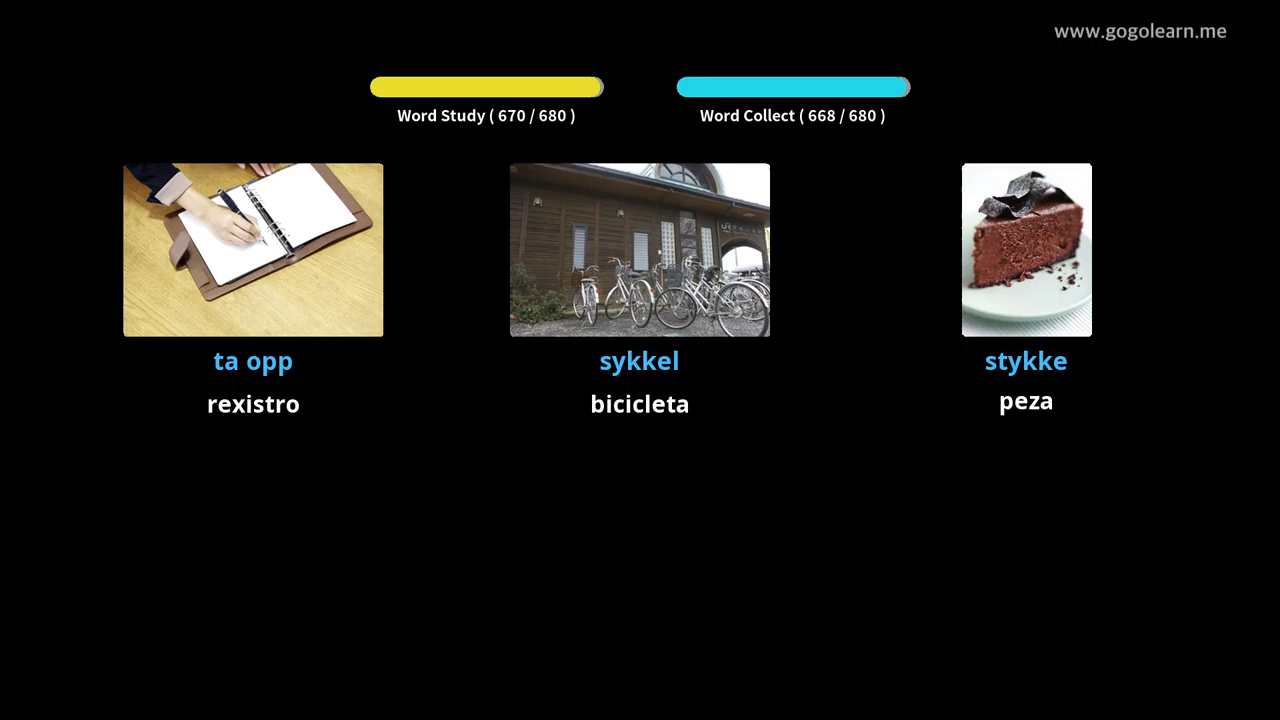 www.gogolearn.me
Word Study ( 670 / 680 )
Word Collect ( 668 / 680 )
ta opp
sykkel
stykke
rexistro
bicicleta
peza